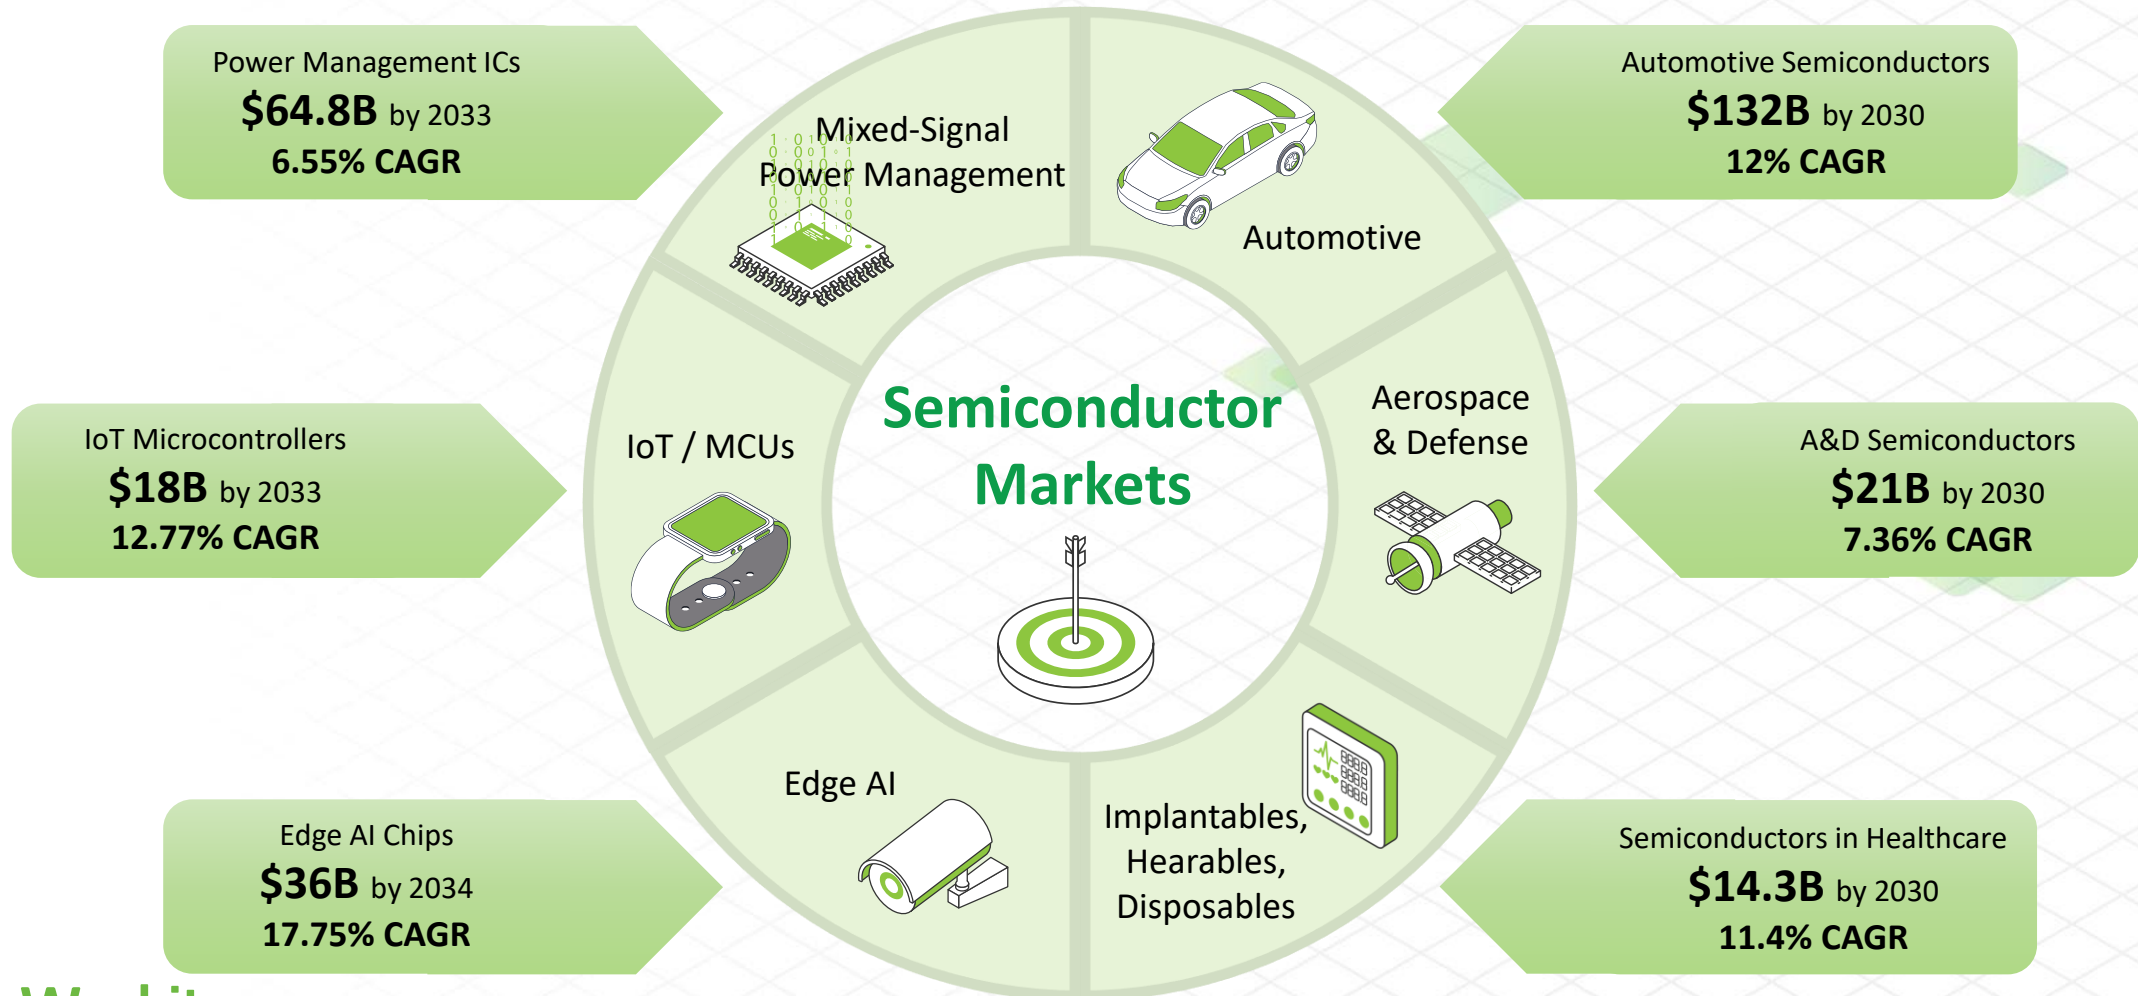 Power Management ICs
$64.8B by 2033
6.55% CAGR
Mixed-Signal
Power Management
Automotive Semiconductors
$132B by 2030
12% CAGR
Automotive
IoT Microcontrollers
$18B by 2033
12.77% CAGR
IoT / MCUs
Semiconductor
Markets
Aerospace
& Defense
A&D Semiconductors
$21B by 2030
7.36% CAGR
Edge AI Chips
$36B by 2034
17.75% CAGR
Edge AI
Implantables,
Hearables,
Disposables
Semiconductors in Healthcare
$14.3B by 2030
11.4% CAGR